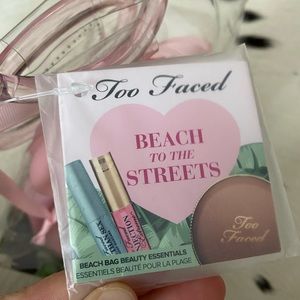 Too Faced
BEACH
TO THE
STREETS
Too
Faced
BEACH BAG BEAUTY ESSENTIALS
ESSENTIELS BEAUTÉ POUR LA PLAGE